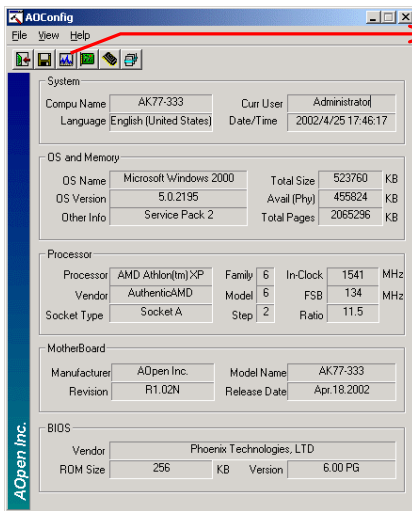 AOConfig
File View Help
System
Compu Name AK77-333 Curr User Administrator
Language English (United States) Date/Time 2002/4/25 17:46:17
OS and Memory
OS Name Microsoft Windows 2000 Total Size 523760 KB
OS Version 5.0.2195 Avail (Phy) 455824 KB
Other Info Service Pack 2 Total Pages 2065296 KB
Processor
Processor AMD Athlon(tm) XP Family 6 In-Clock 1541 MHz
Vendor AuthenticAMD Model 6 FSB 134 MHz
Socket Type Socket A Step 2 Ratio 11.5
MotherBoard
Manufacturer AOpen Inc. Model Name AK77-333
Revision R1.02N Release Date Apr.18.2002
BIOS
Vendor Phoenix Technologies, LTD
ROM Size 256 KB Version 6.00 PG
AOpen Inc.